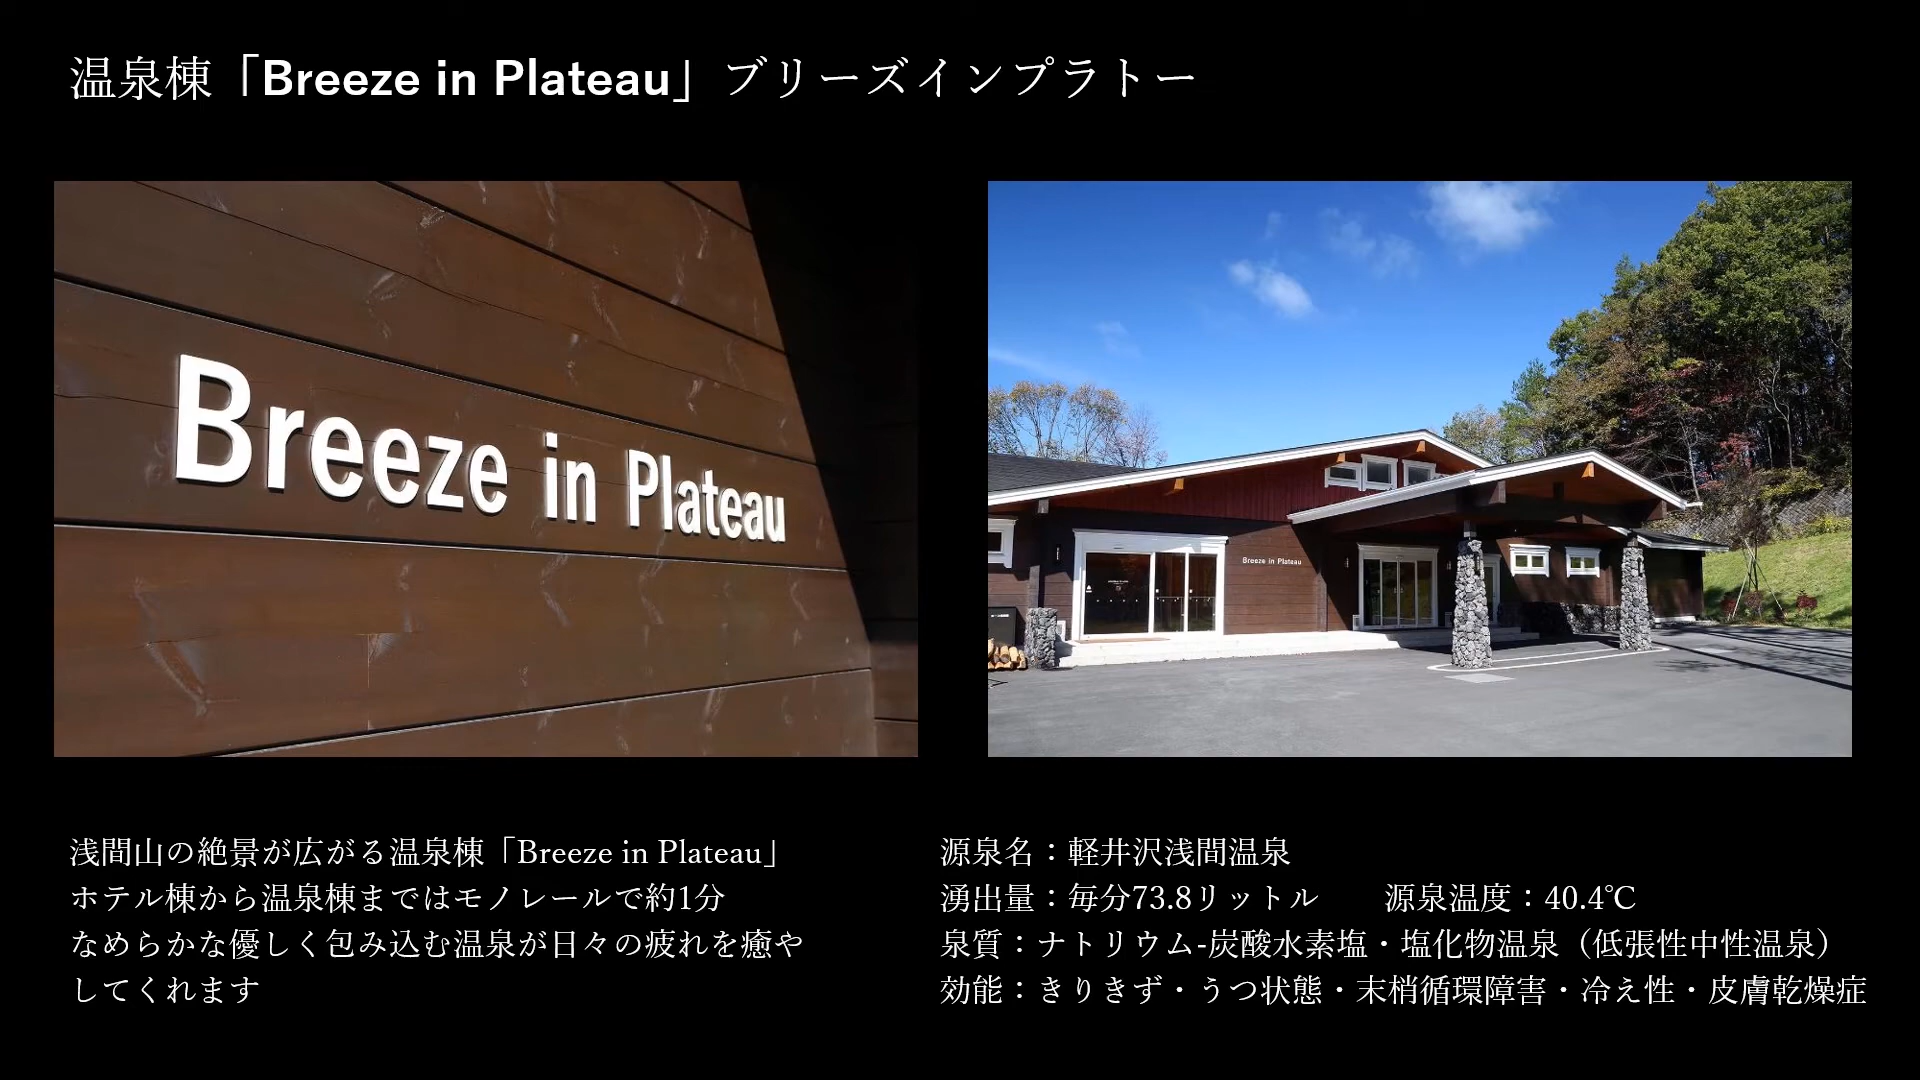 温泉棟「Breeze in Plateau」ブリーズインプラトー
Breeze in Plateau
Breeze in Plateau
浅間山の絶景が広がる温泉棟「Breeze in Plateau」
ホテル棟から温泉棟まではモノレールで約1分
なめらかな優しく包み込む温泉が日々の疲れを癒や
してくれます
源泉名：軽井沢浅間温泉
湧出量：毎分73.8リットル　　源泉温度：40.4℃
泉質：ナトリウム-炭酸水素塩・塩化物温泉（低張性中性温泉）
効能：きりきず・うつ状態・末梢循環障害・冷え性・皮膚乾燥症